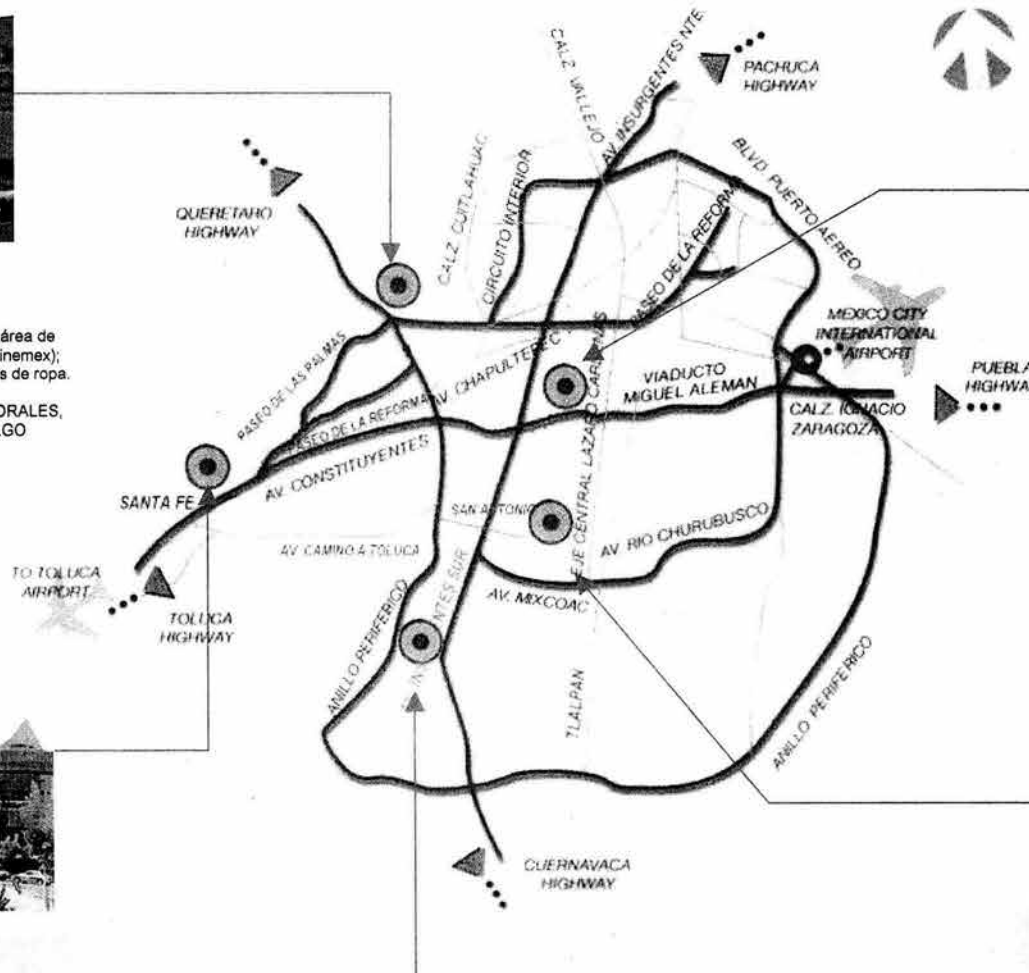 CALZ. VALLEJO
AV. INSURGENTES NTE.
PACHUCA
HIGHWAY
QUERETARO
HIGHWAY
CALZ. CUITLAHUAC
CIRCUITO INTERIOR
BLVD. PUERTO AEREO
PASEO DE LA REFORMA
MEXICO CITY
INTERNATIONAL
AIRPORT
PUEBLA
HIGHWAY
área de
inemex);
s de ropa.
ORALES,
LGO
PASEO DE LAS PALMAS
PASEO DE LA REFORMA
AV. CHAPULTEPEC
VIADUCTO
MIGUEL ALEMAN
CALZ. IGNACIO
ZARAGOZA
AV. CONSTITUYENTES
SANTA FE
SAN ANTONIO
EJE CENTRAL LAZARO CARDENAS
AV. RIO CHURUBUSCO
AV. CAMINO A TOLUCA
AV. MIXCOAC
TO TOLUCA
AIRPORT
TOLUCA
HIGHWAY
ANILLO PERIFERICO
NTES SUR
TLALPAN
ANILLO PERIFERICO
CUERNAVACA
HIGHWAY